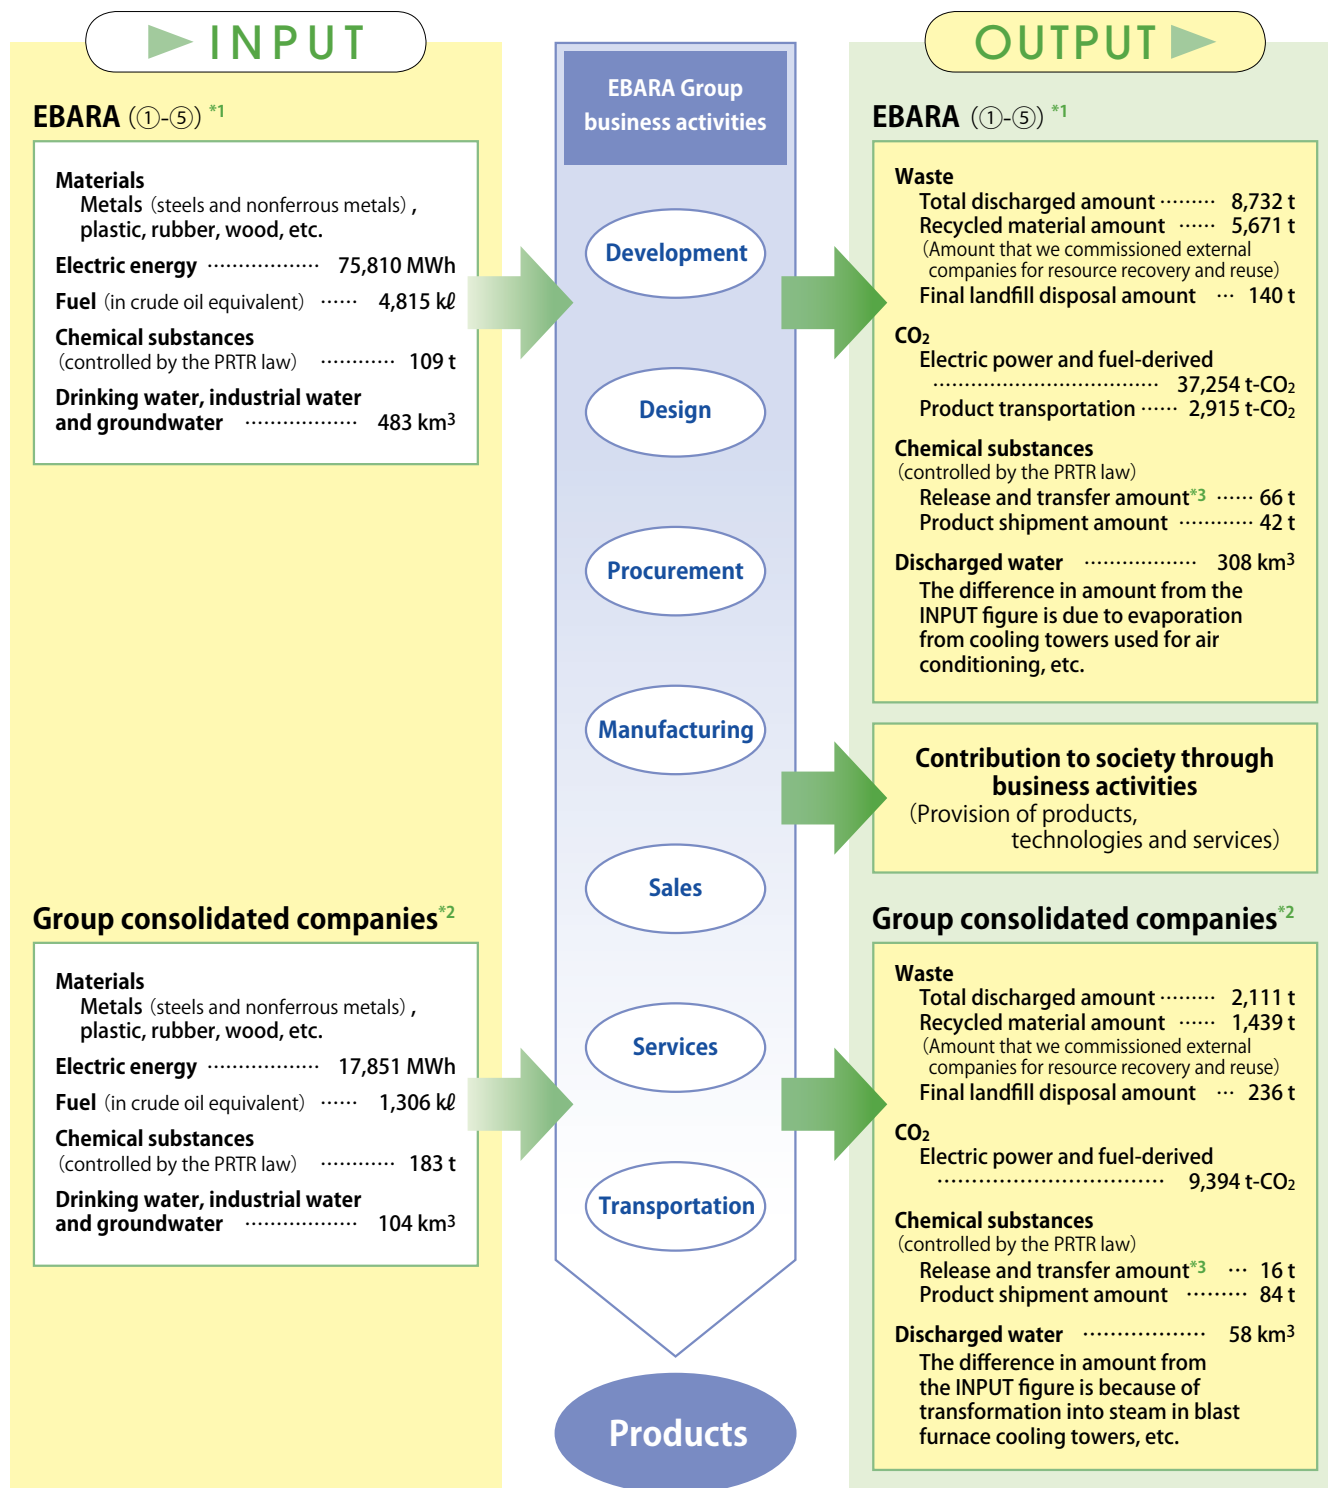 INPUT
EBARA（①-⑤）*1
Materials
Metals（steels and nonferrous metals）,
plastic, rubber, wood, etc.
Electric energy ·················· 75,810 MWh
Fuel（in crude oil equivalent） ······ 4,815 kℓ
Chemical substances
（controlled by the PRTR law） ············ 109 t
Drinking water, industrial water
and groundwater ·················· 483 km3
Group consolidated companies*2
Materials
Metals（steels and nonferrous metals）,
plastic, rubber, wood, etc.
Electric energy ·················· 17,851 MWh
Fuel（in crude oil equivalent） ······ 1,306 kℓ
Chemical substances
（controlled by the PRTR law） ············ 183 t
Drinking water, industrial water
and groundwater ·················· 104 km3
EBARA Group
business activities
Development
Design
Procurement
Manufacturing
Sales
Services
Transportation
Products
OUTPUT
EBARA（①-⑤）*1
Waste
Total discharged amount ········· 8,732 t
Recycled material amount ······ 5,671 t
（Amount that we commissioned external
companies for resource recovery and reuse）
Final landfill disposal amount ··· 140 t
CO2
Electric power and fuel-derived
···································· 37,254 t-CO2
Product transportation ······ 2,915 t-CO2
Chemical substances
（controlled by the PRTR law）
Release and transfer amount*3 ······ 66 t
Product shipment amount ············ 42 t
Discharged water ·················· 308 km3
The difference in amount from the
INPUT figure is due to evaporation
from cooling towers used for air
conditioning, etc.
Contribution to society through
business activities
（Provision of products,
technologies and services）
Group consolidated companies*2
Waste
Total discharged amount ········· 2,111 t
Recycled material amount ······ 1,439 t
（Amount that we commissioned external
companies for resource recovery and reuse）
Final landfill disposal amount ··· 236 t
CO2
Electric power and fuel-derived
···································· 9,394 t-CO2
Chemical substances
（controlled by the PRTR law）
Release and transfer amount*3 ··· 16 t
Product shipment amount ········· 84 t
Discharged water ·················· 58 km3
The difference in amount from
the INPUT figure is because of
transformation into steam in blast
furnace cooling towers, etc.